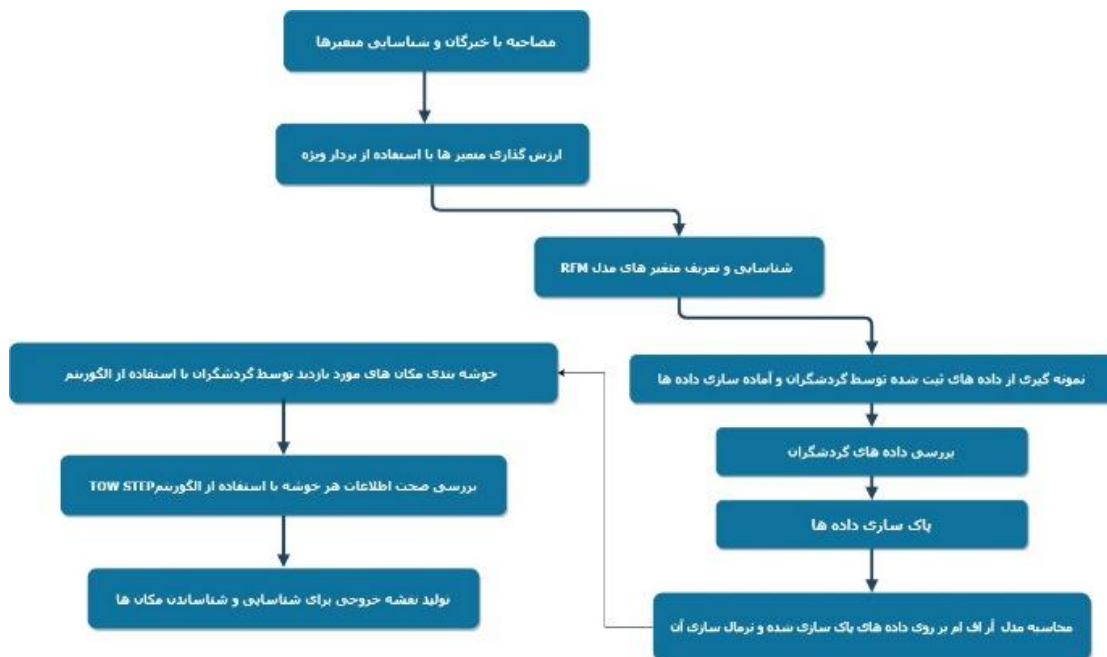 مصاحبه با خبرگان و شناسایی متغیرها
ارزش گذاری متغیر ها با استفاده از بردار ویژه
شناسایی و تعریف متغیر های مدل RFM
نمونه گیری از داده های ثبت شده توسط گردشگران و آماده سازی داده ها
بررسی داده های گردشگران
پاک سازی داده ها
محاسبه مدل آر اف ام بر روی داده های پاک سازی شده و نرمال سازی آن
خوشه بندی مکان های مورد بازدید توسط گردشگران با استفاده از الگوریتم
بررسی صحت اطلاعات هر خوشه با استفاده از الگوریتمTOW STEP
تولید نقشه خروجی برای شناسایی و شناساندن مکان ها